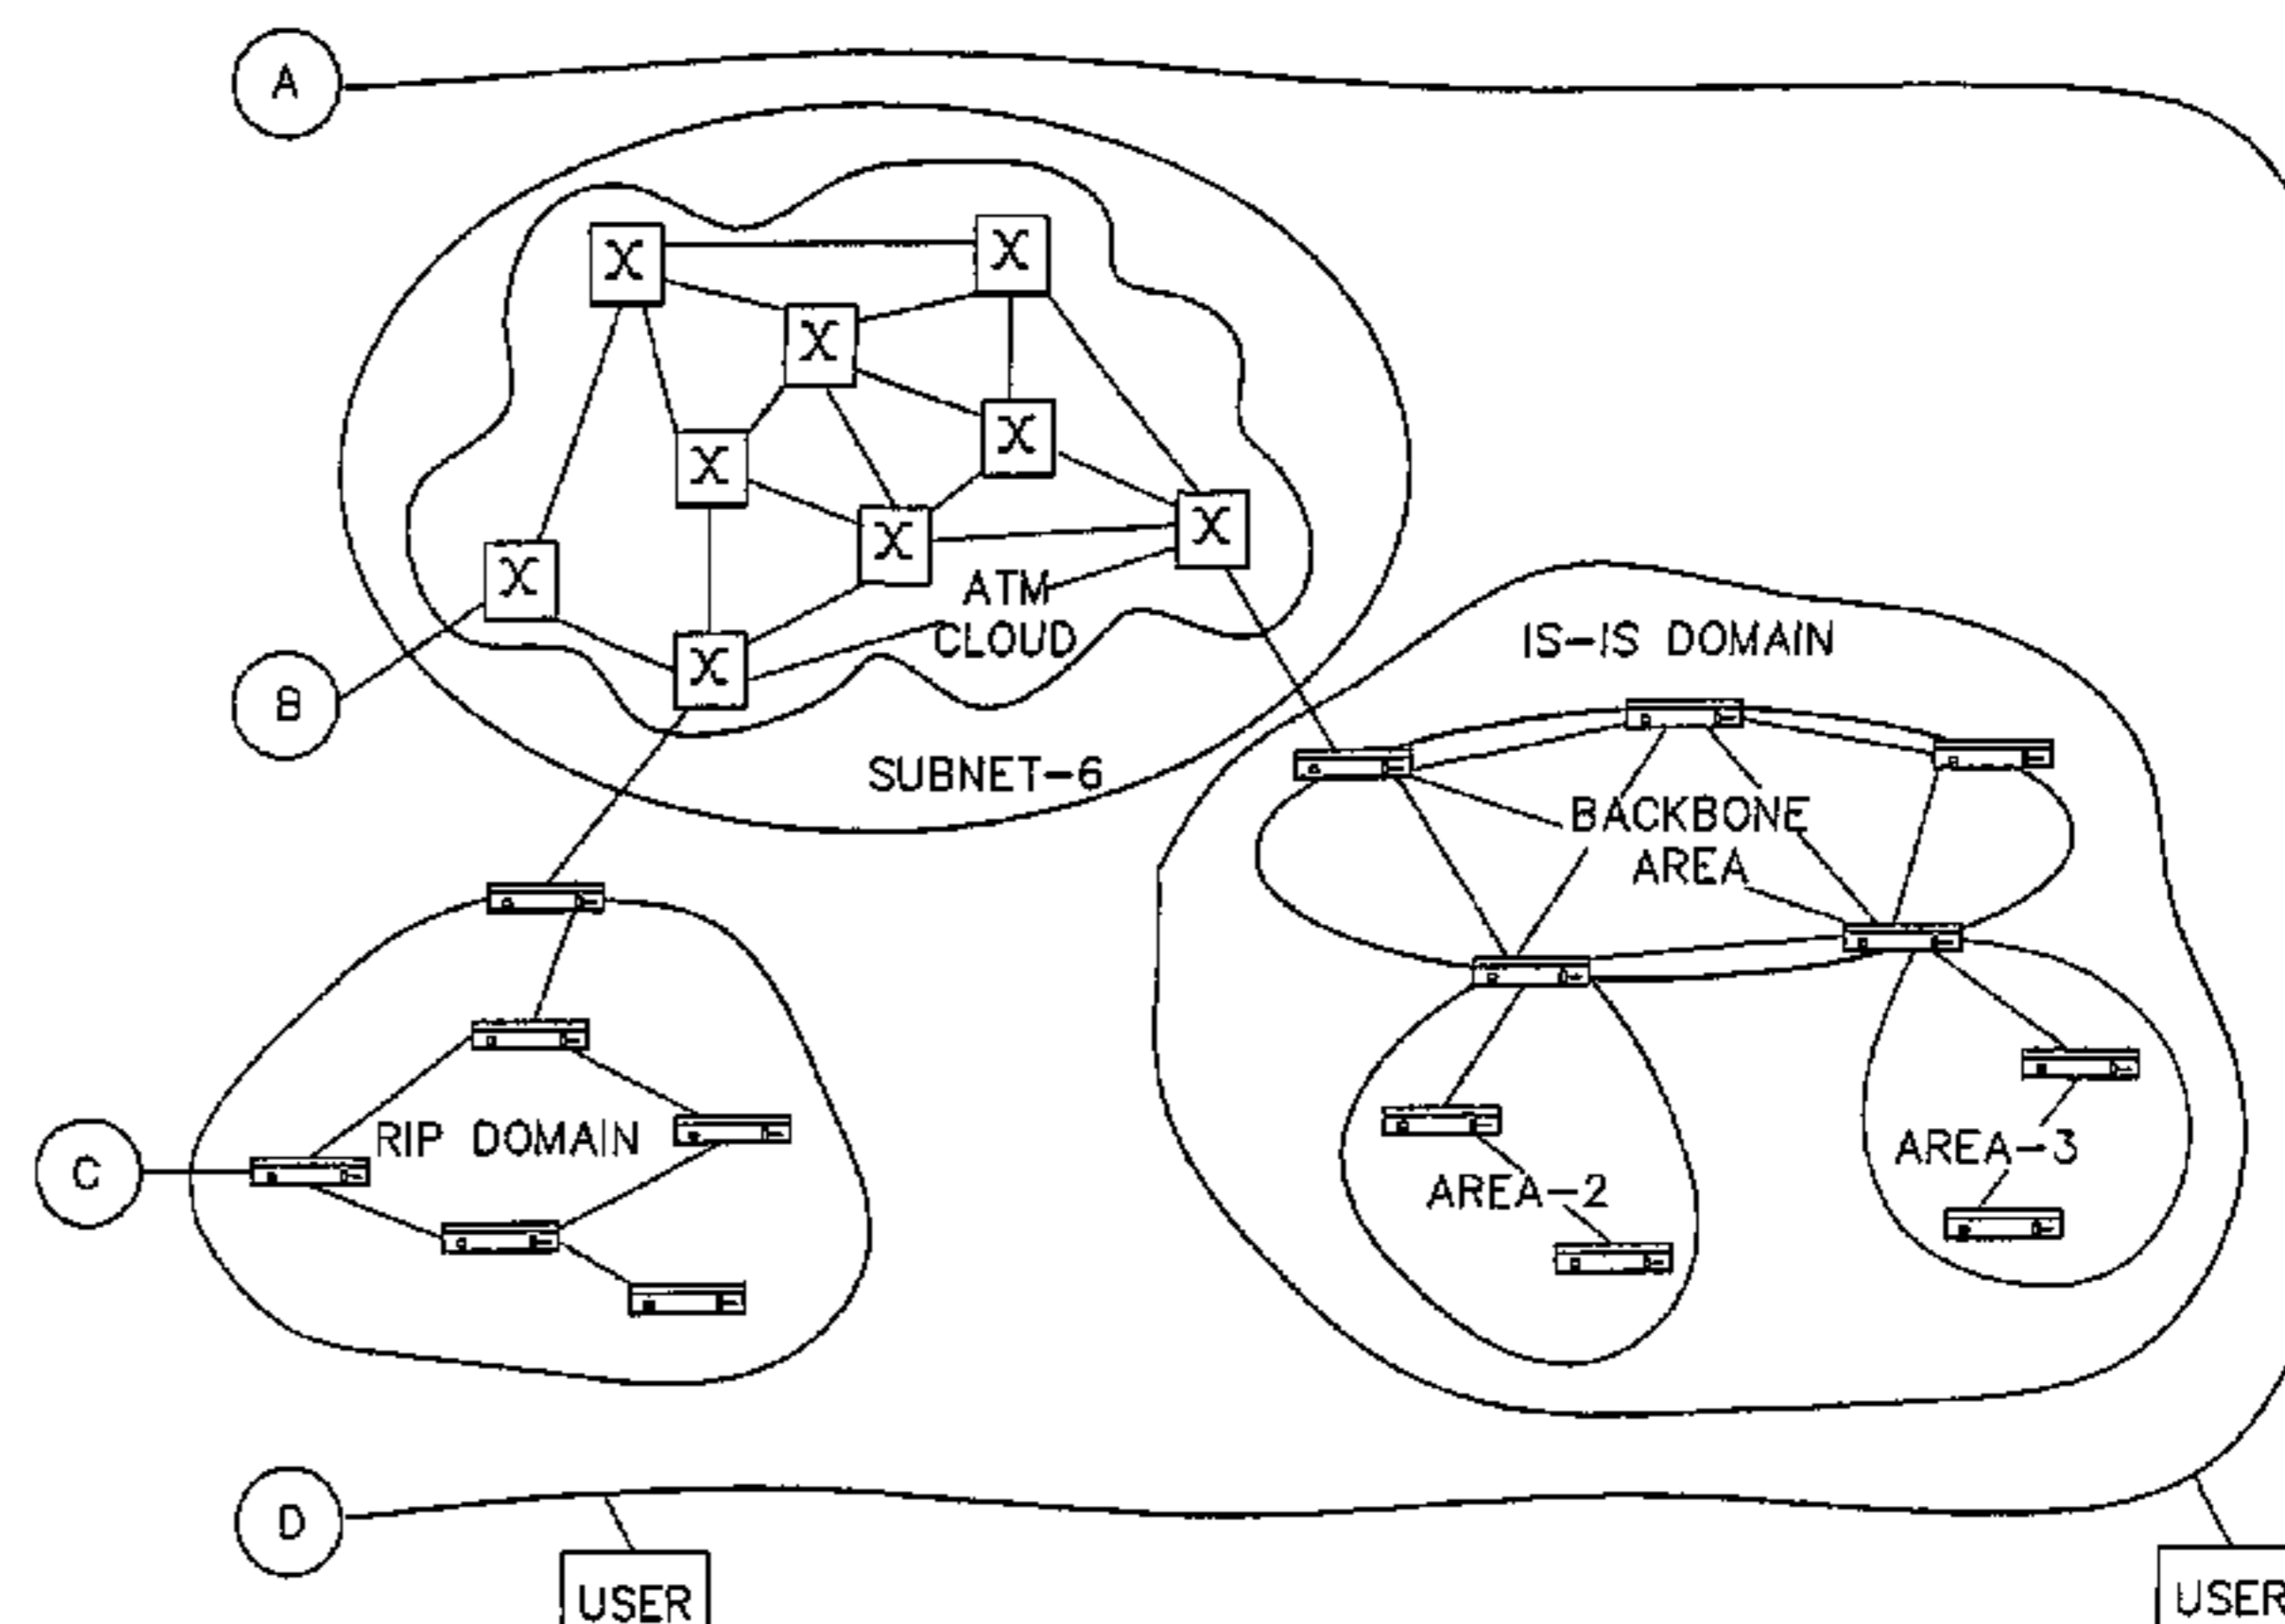 A
X
X
X
X
X
X
X
X
X
ATM
CLOUD
B
IS-IS DOMAIN
SUBNET-6
BACKBONE
AREA
RIP DOMAIN
C
AREA-3
AREA-2
D
USER
USER